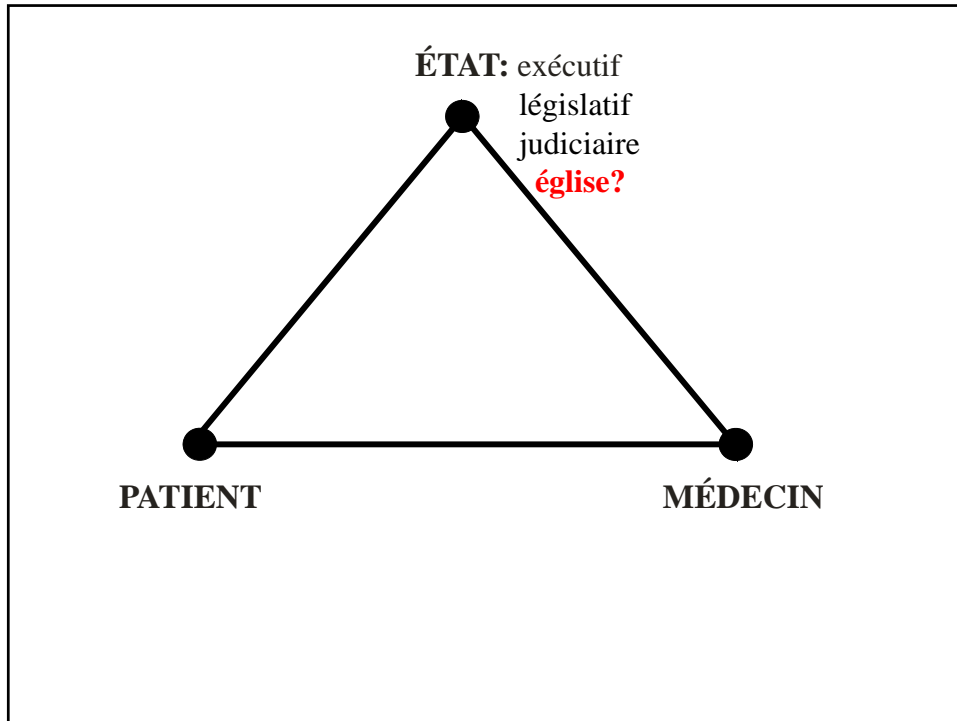 ÉTAT: exécutif
législatif
judiciaire
église?
PATIENT
MÉDECIN